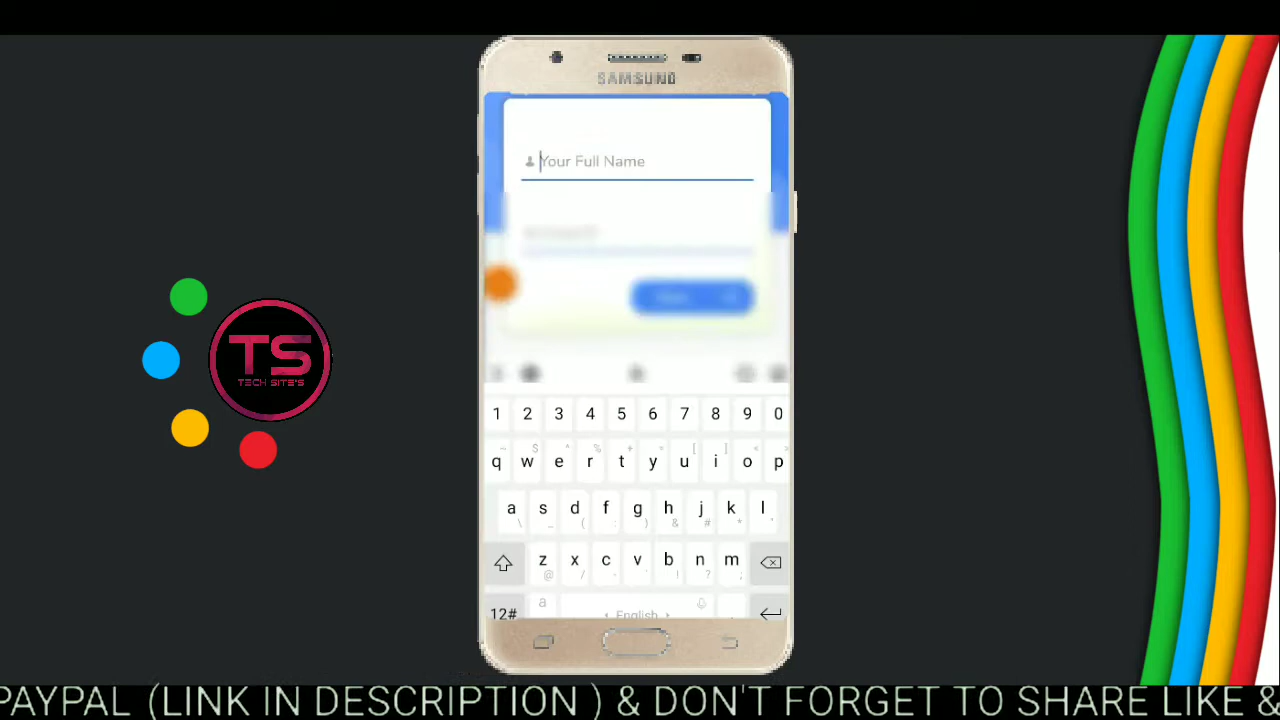 SAMSUNG
Your Full Name
TS
TECH SITE'S
1 2 3 4 5 6 7 8 9 0
q w e r t y u i o p
a s d f g h j k l
z x c v b n m
12# English
PAYPAL (LINK IN DESCRIPTION ) & DON'T FORGET TO SHARE LIKE &